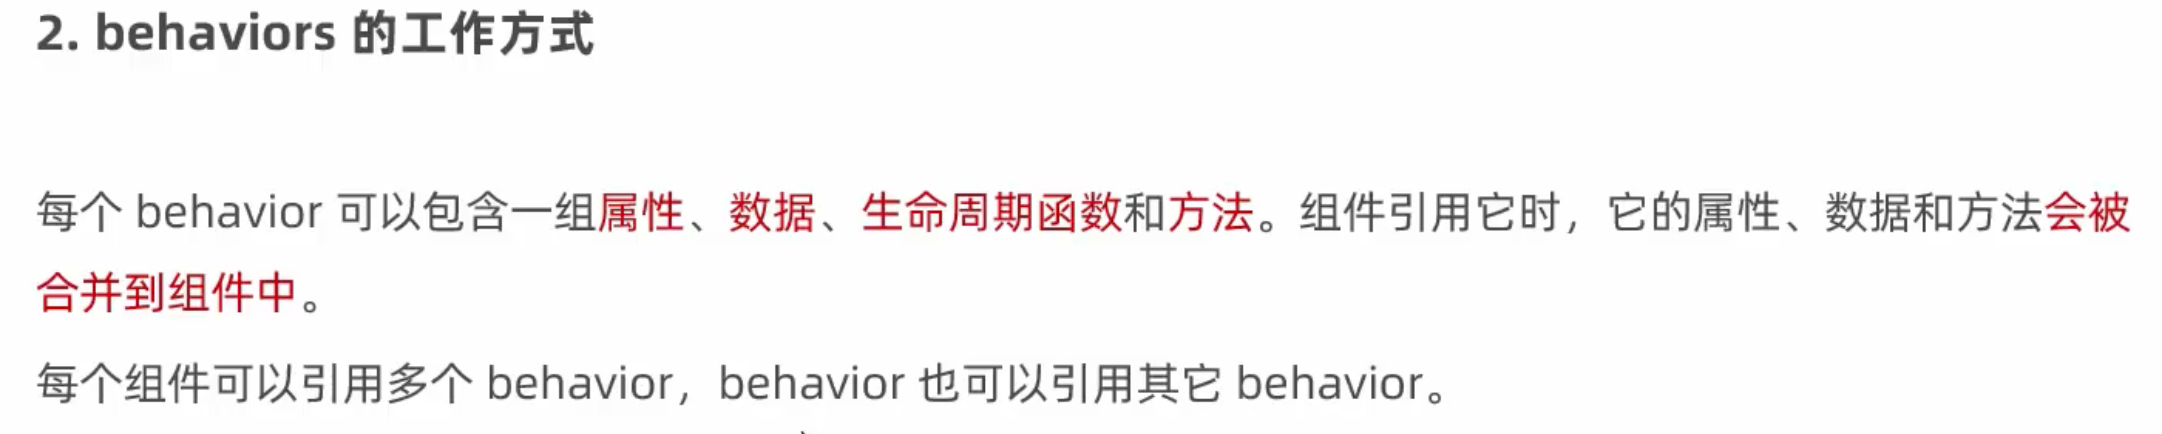 2. behaviors 的工作方式
每个 behavior 可以包含一组属性、数据、生命周期函数和方法。组件引用它时，它的属性、数据和方法会被
合并到组件中。
每个组件可以引用多个 behavior，behavior 也可以引用其它 behavior。